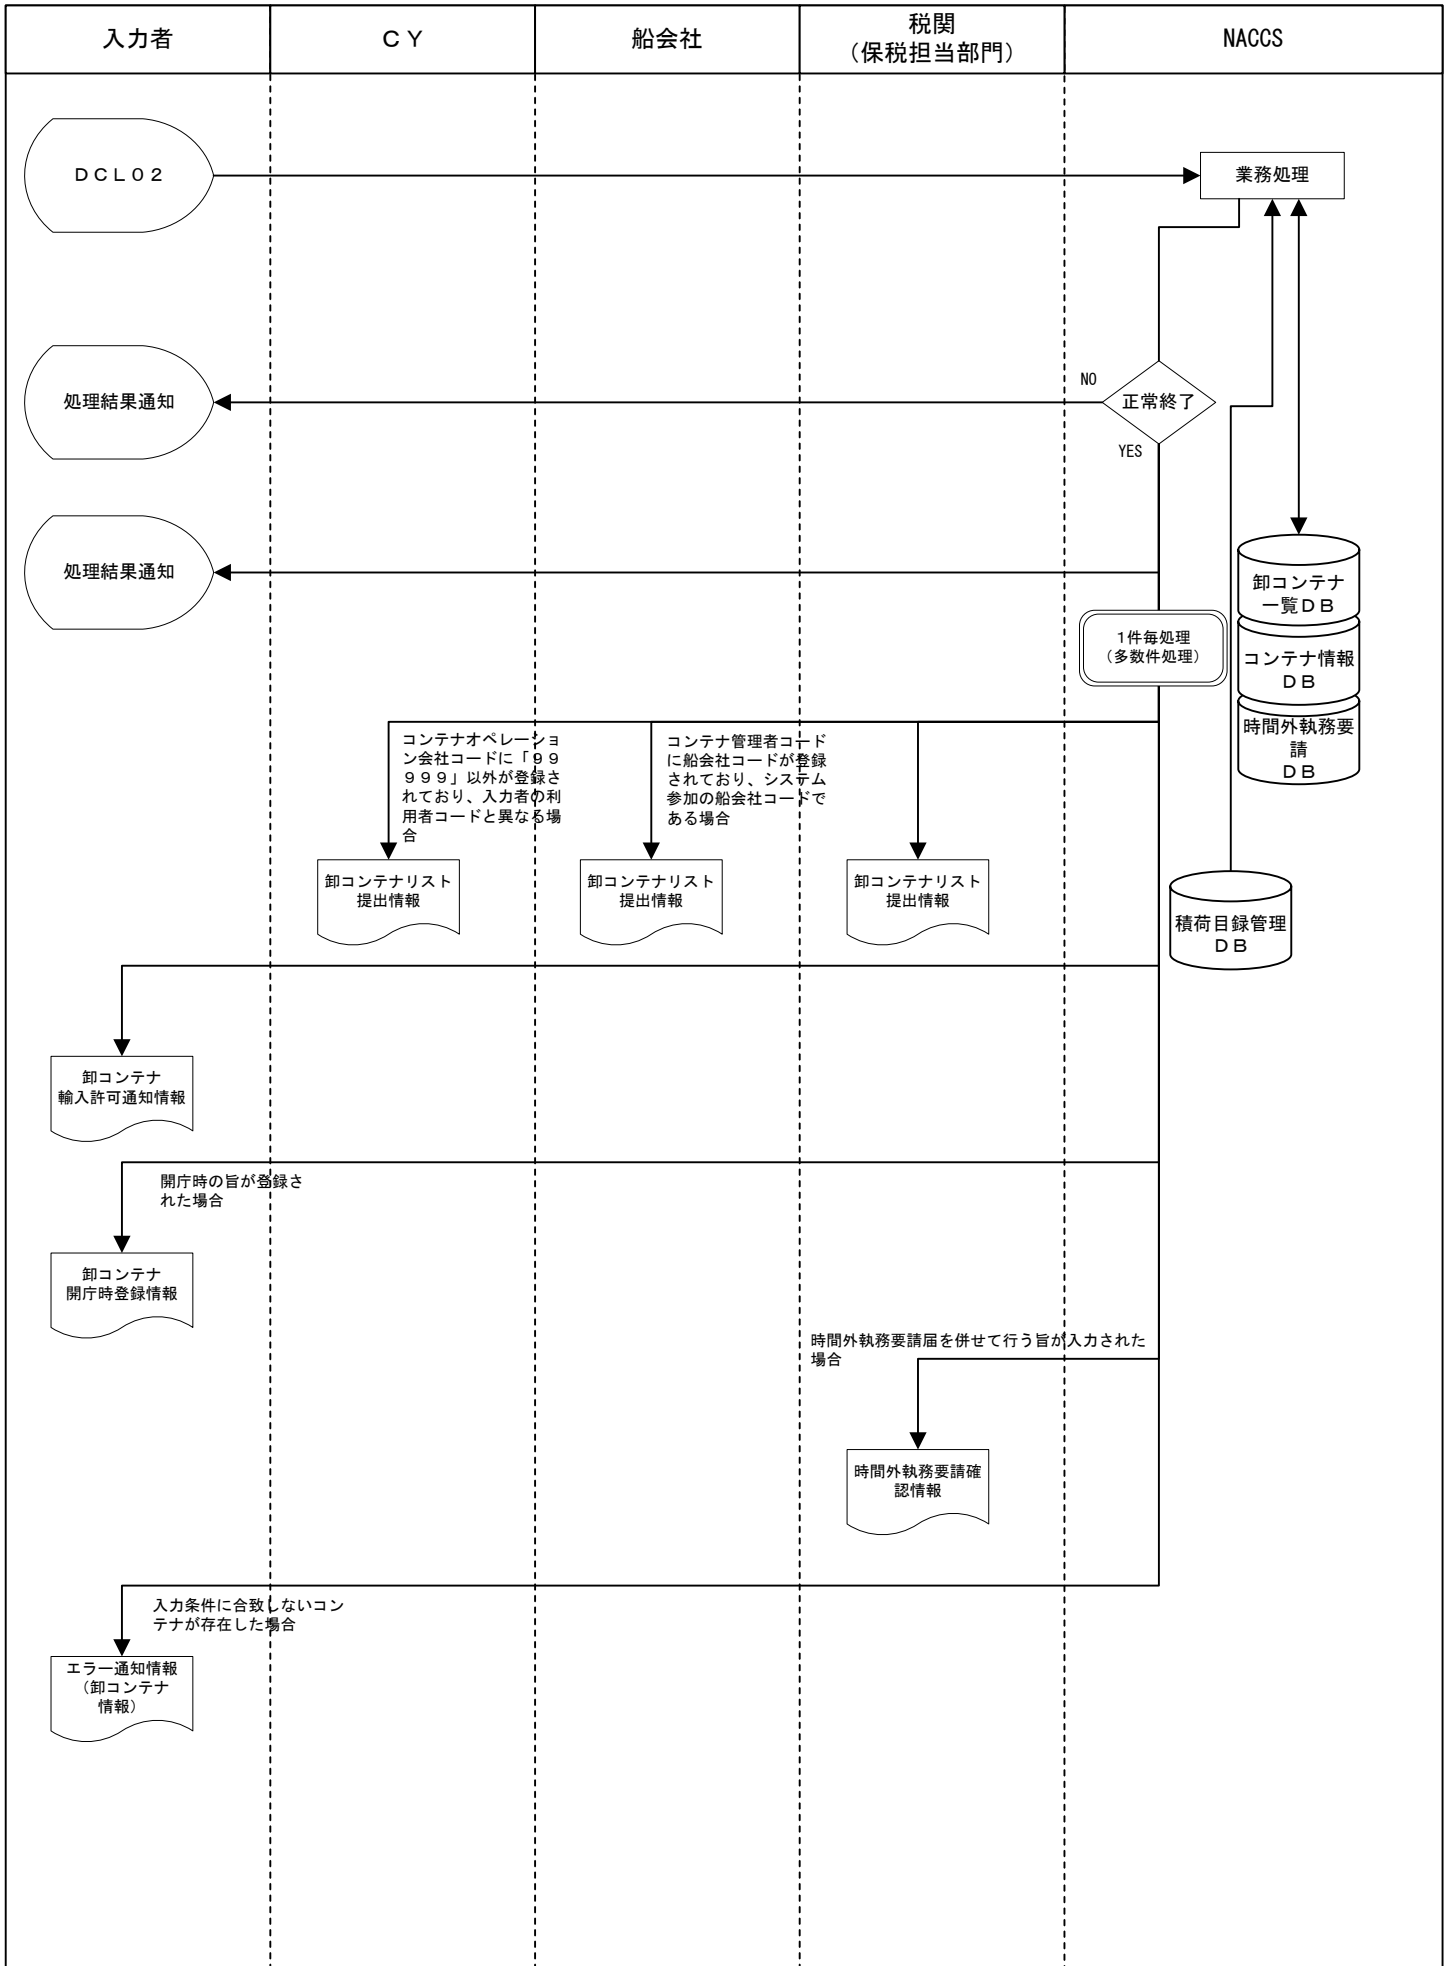 入力者
ＣＹ
船会社
税関
（保税担当部門）
NACCS
ＤＣＬ０２
業務処理
処理結果通知
NO
正常終了
YES
処理結果通知
卸コンテナ
一覧ＤＢ
1件毎処理
（多数件処理）
コンテナ情報
ＤＢ
時間外執務要
請
ＤＢ
コンテナオペレーショ
ン会社コードに「９９
９９９」以外が登録さ
れており、入力者の利
用者コードと異なる場
合
コンテナ管理者コード
に船会社コードが登録
されており、システム
参加の船会社コードで
ある場合
卸コンテナリスト
提出情報
卸コンテナリスト
提出情報
卸コンテナリスト
提出情報
積荷目録管理
ＤＢ
卸コンテナ
輸入許可通知情報
開庁時の旨が登録さ
れた場合
卸コンテナ
開庁時登録情報
時間外執務要請届を併せて行う旨が入力された
場合
時間外執務要請確
認情報
入力条件に合致しないコン
テナが存在した場合
エラー通知情報
（卸コンテナ
情報）